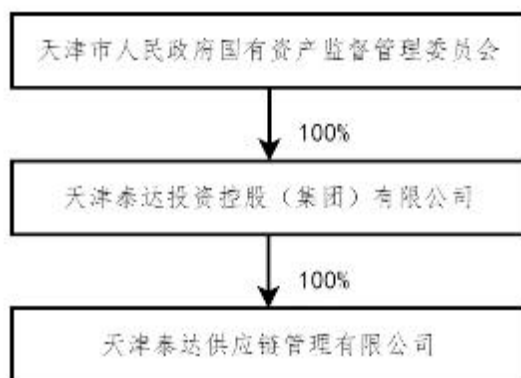 天津市人民政府国有资产监督管理委员会
100%
天津泰达投资控股（集团）有限公司
100%
天津泰达供应链管理有限公司